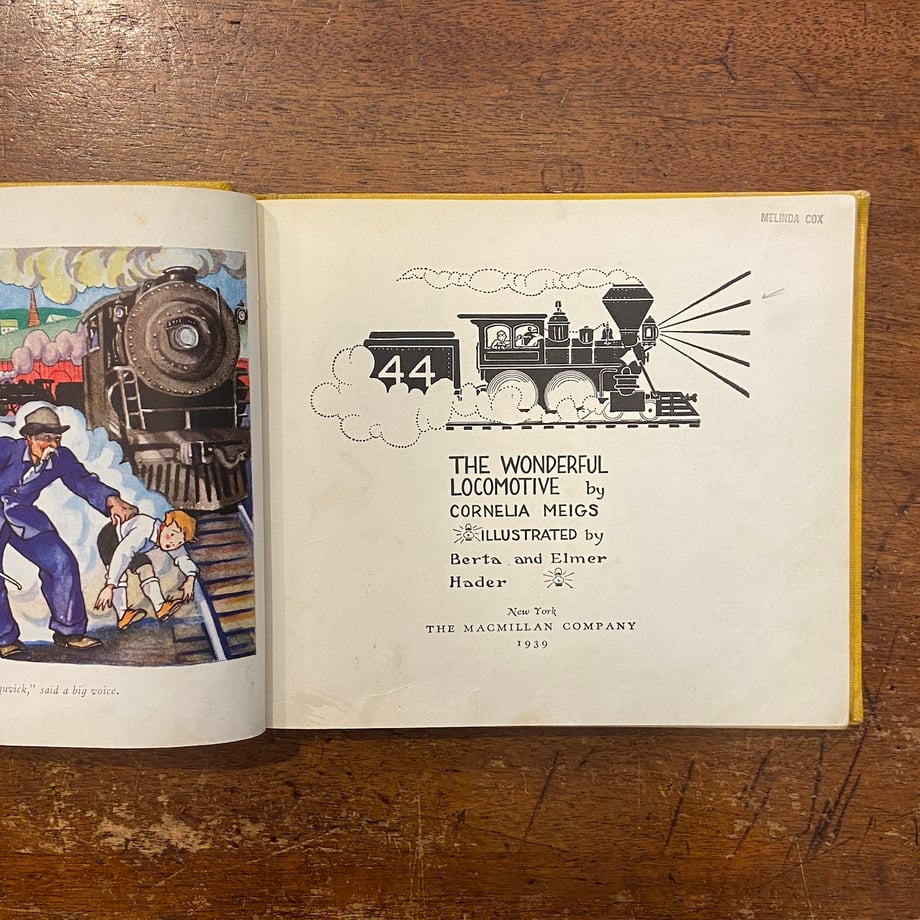 MELINDA COX
44
THE WONDERFUL
LOCOMOTIVE by
CORNELIA MEIGS
ILLUSTRATED by
Berta and Elmer
Hader
New York
THE MACMILLAN COMPANY
1939
said a big voice.